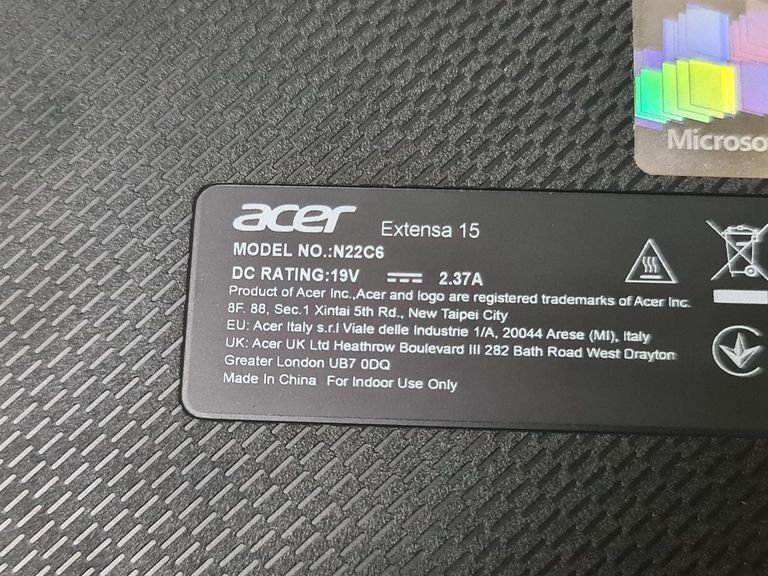 Microso
acer Extensa 15
MODEL NO.:N22C6
DC RATING:19V ⎓ 2.37A
Product of Acer Inc.,Acer and logo are registered trademarks of Acer Inc.
8F. 88, Sec.1 Xintai 5th Rd., New Taipei City
EU: Acer Italy s.r.l Viale delle Industrie 1/A, 20044 Arese (MI), Italy
UK: Acer UK Ltd Heathrow Boulevard III 282 Bath Road West Drayton
Greater London UB7 0DQ
Made In China For Indoor Use Only